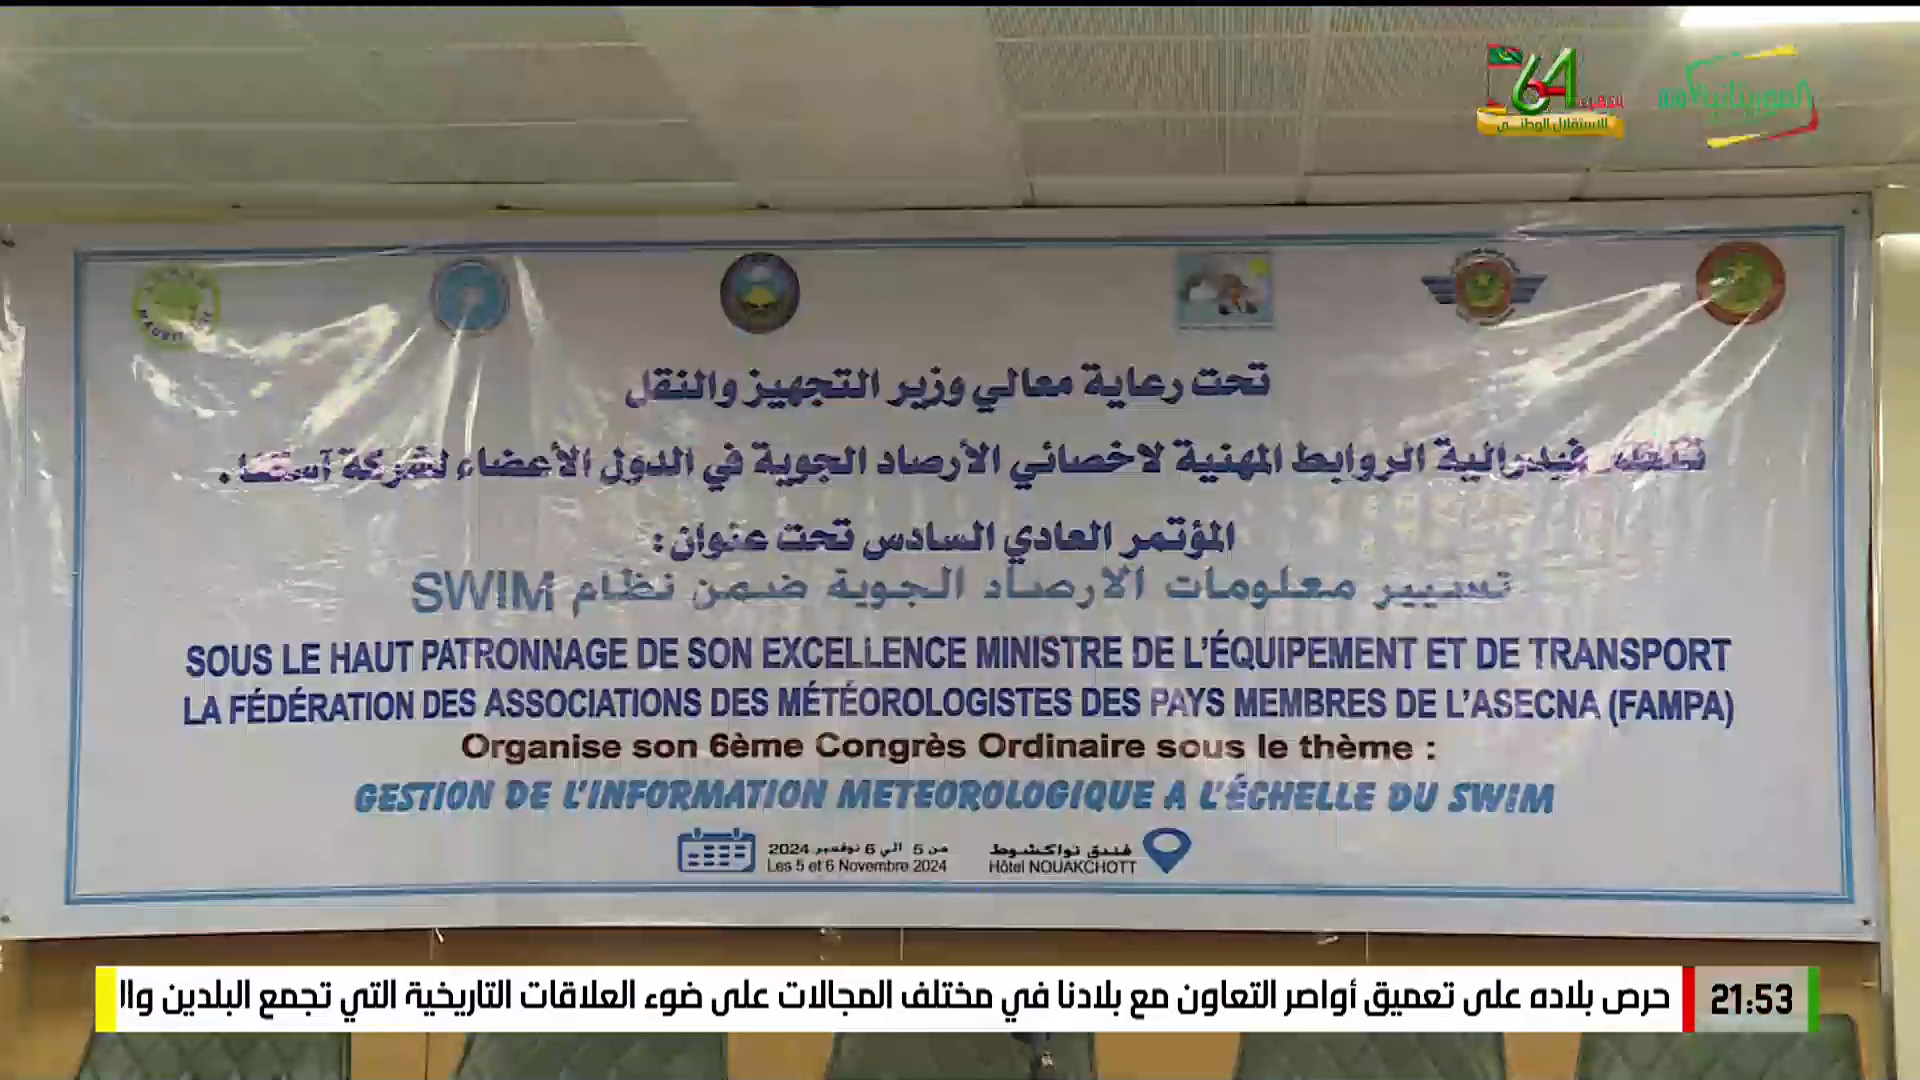 64
الاستقلال الوطني
الموريتانية
تحت رعاية معالي وزير التجهيز والنقل
تنظم فيدرالية الروابط المهنية لاخصائي الأرصاد الجوية في الدول الأعضاء لشركة آسكنا .
المؤتمر العادي السادس تحت عنوان:
تسيير معلومات الارصاد الجوية ضمن نظام SWIM
SOUS LE HAUT PATRONNAGE DE SON EXCELLENCE MINISTRE DE L'ÉQUIPEMENT ET DE TRANSPORT
LA FÉDÉRATION DES ASSOCIATIONS DES MÉTÉOROLOGISTES DES PAYS MEMBRES DE L'ASECNA (FAMPA)
Organise son 6ème Congrès Ordinaire sous le thème :
GESTION DE L'INFORMATION METEOROLOGIQUE A L'ÉCHELLE DU SWIM
من 5 الي 6 نوفمبر 2024
Les 5 et 6 Novembre 2024
فندق نواكشوط
Hôtel NOUAKCHOTT
حرص بلاده على تعميق أواصر التعاون مع بلادنا في مختلف المجالات على ضوء العلاقات التاريخية التي تجمع البلدين وال
21:53